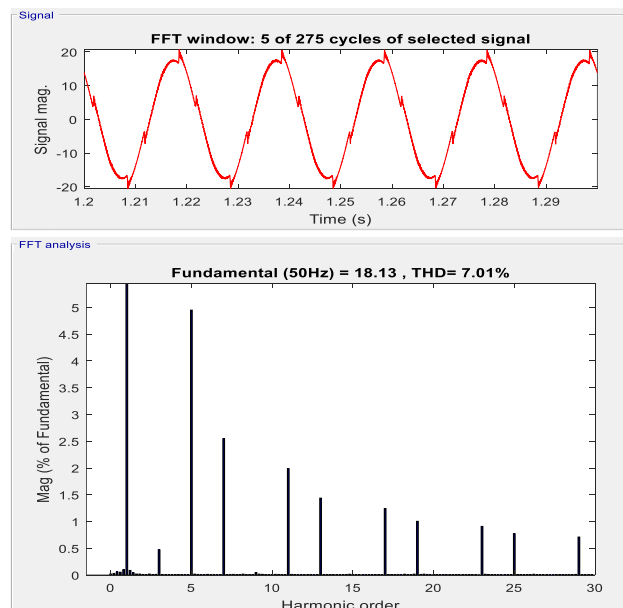 Signal
FFT window: 5 of 275 cycles of selected signal
Signal mag.
20
10
0
-10
-20
1.2 1.21 1.22 1.23 1.24 1.25 1.26 1.27 1.28 1.29
Time (s)
FFT analysis
Fundamental (50Hz) = 18.13 , THD= 7.01%
Mag (% of Fundamental)
5
4.5
4
3.5
3
2.5
2
1.5
1
0.5
0
0 5 10 15 20 25 30
Harmonic order